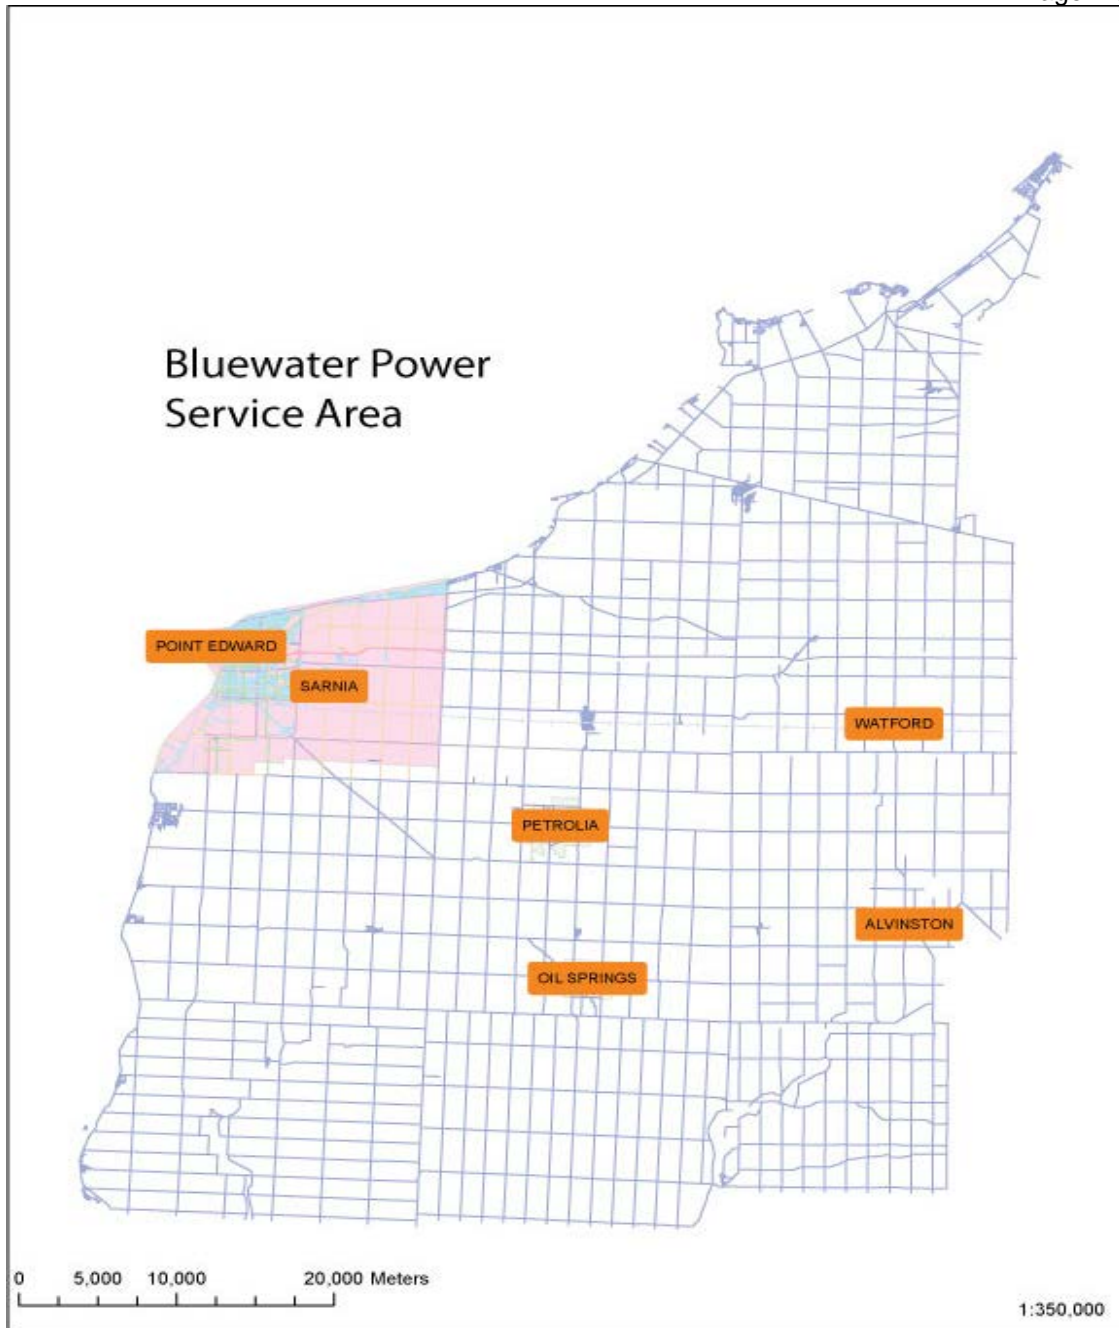 Bluewater Power
Service Area
POINT EDWARD
SARNIA
WATFORD
PETROLIA
ALVINSTON
OIL SPRINGS
0 5,000 10,000 20,000 Meters
1:350,000